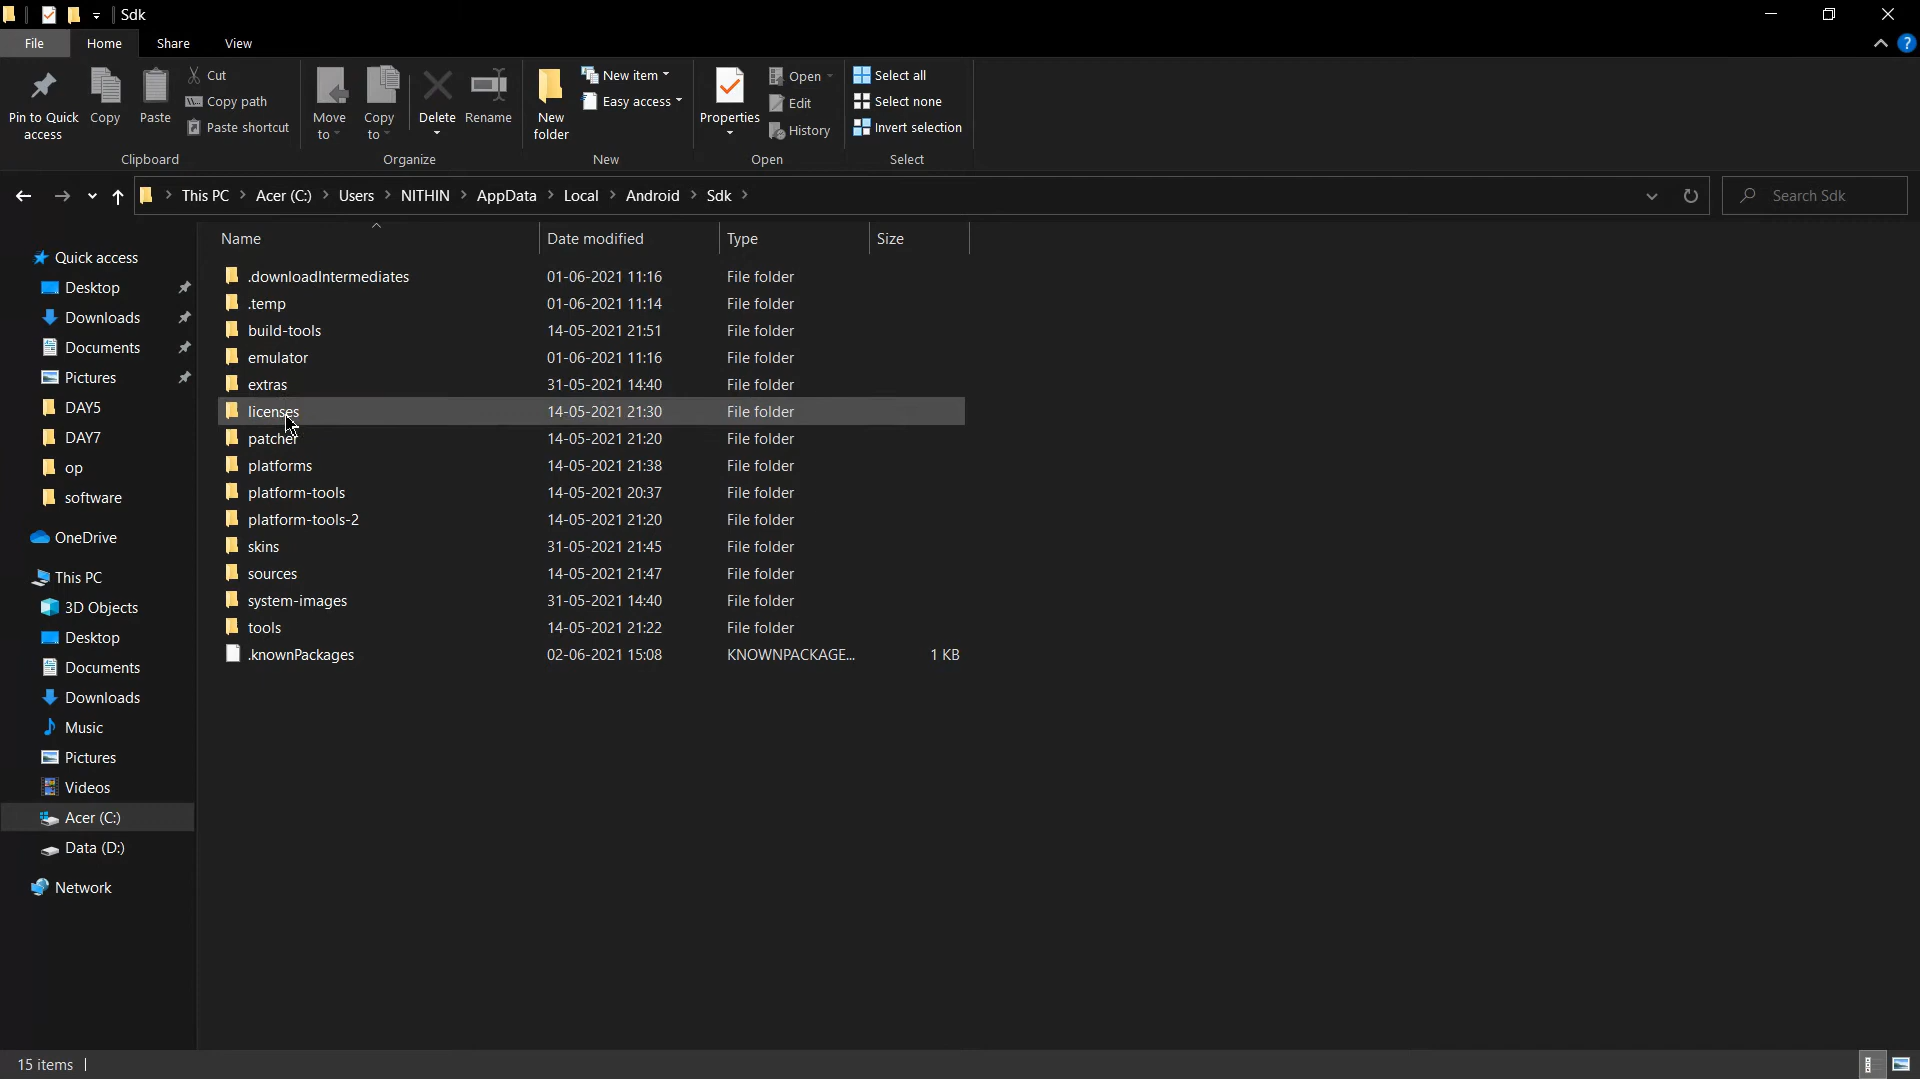 Sdk
File Home Share View
Pin to Quick access
Copy
Paste
Cut
Copy path
Paste shortcut
Clipboard
Move to
Copy to
Delete
Rename
Organize
New folder
New item
Easy access
New
Properties
Open
Edit
History
Open
Select all
Select none
Invert selection
Select
This PC > Acer (C:) > Users > NITHIN > AppData > Local > Android > Sdk >
Search Sdk
Quick access
Desktop
Downloads
Documents
Pictures
DAY5
DAY7
op
software
OneDrive
This PC
3D Objects
Desktop
Documents
Downloads
Music
Pictures
Videos
Acer (C:)
Data (D:)
Network
Name Date modified Type Size
.downloadIntermediates 01-06-2021 11:16 File folder
.temp 01-06-2021 11:14 File folder
build-tools 14-05-2021 21:51 File folder
emulator 01-06-2021 11:16 File folder
extras 31-05-2021 14:40 File folder
licenses 14-05-2021 21:30 File folder
patcher 14-05-2021 21:20 File folder
platforms 14-05-2021 21:38 File folder
platform-tools 14-05-2021 20:37 File folder
platform-tools-2 14-05-2021 21:20 File folder
skins 31-05-2021 21:45 File folder
sources 14-05-2021 21:47 File folder
system-images 31-05-2021 14:40 File folder
tools 14-05-2021 21:22 File folder
.knownPackages 02-06-2021 15:08 KNOWNPACKAGE... 1 KB
15 items